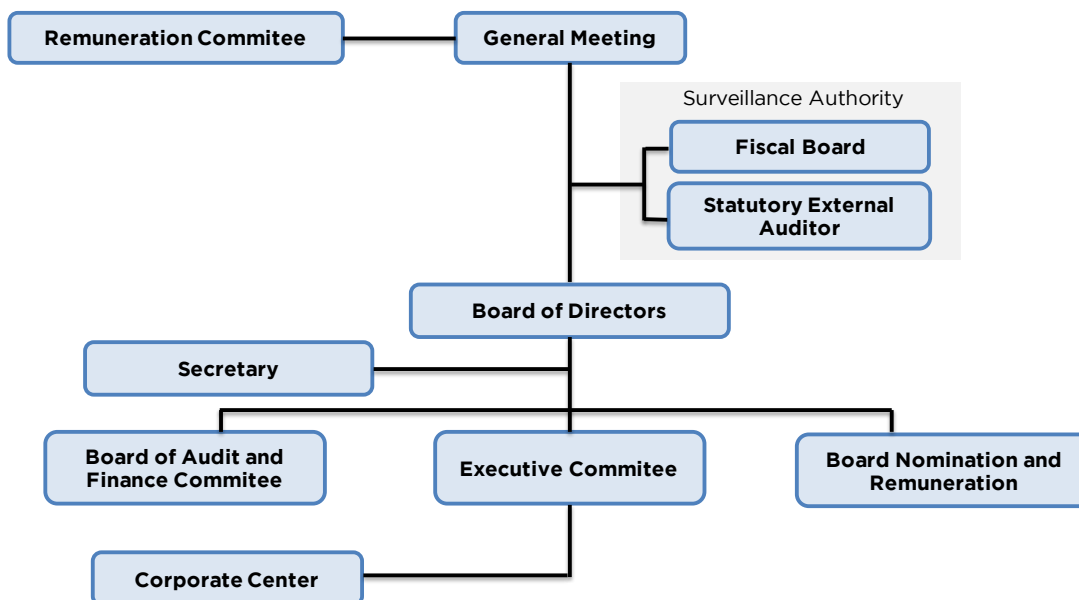 Remuneration Commitee
General Meeting
Surveillance Authority
Fiscal Board
Statutory External
Auditor
Board of Directors
Secretary
Board of Audit and
Finance Commitee
Executive Commitee
Board Nomination and
Remuneration
Corporate Center